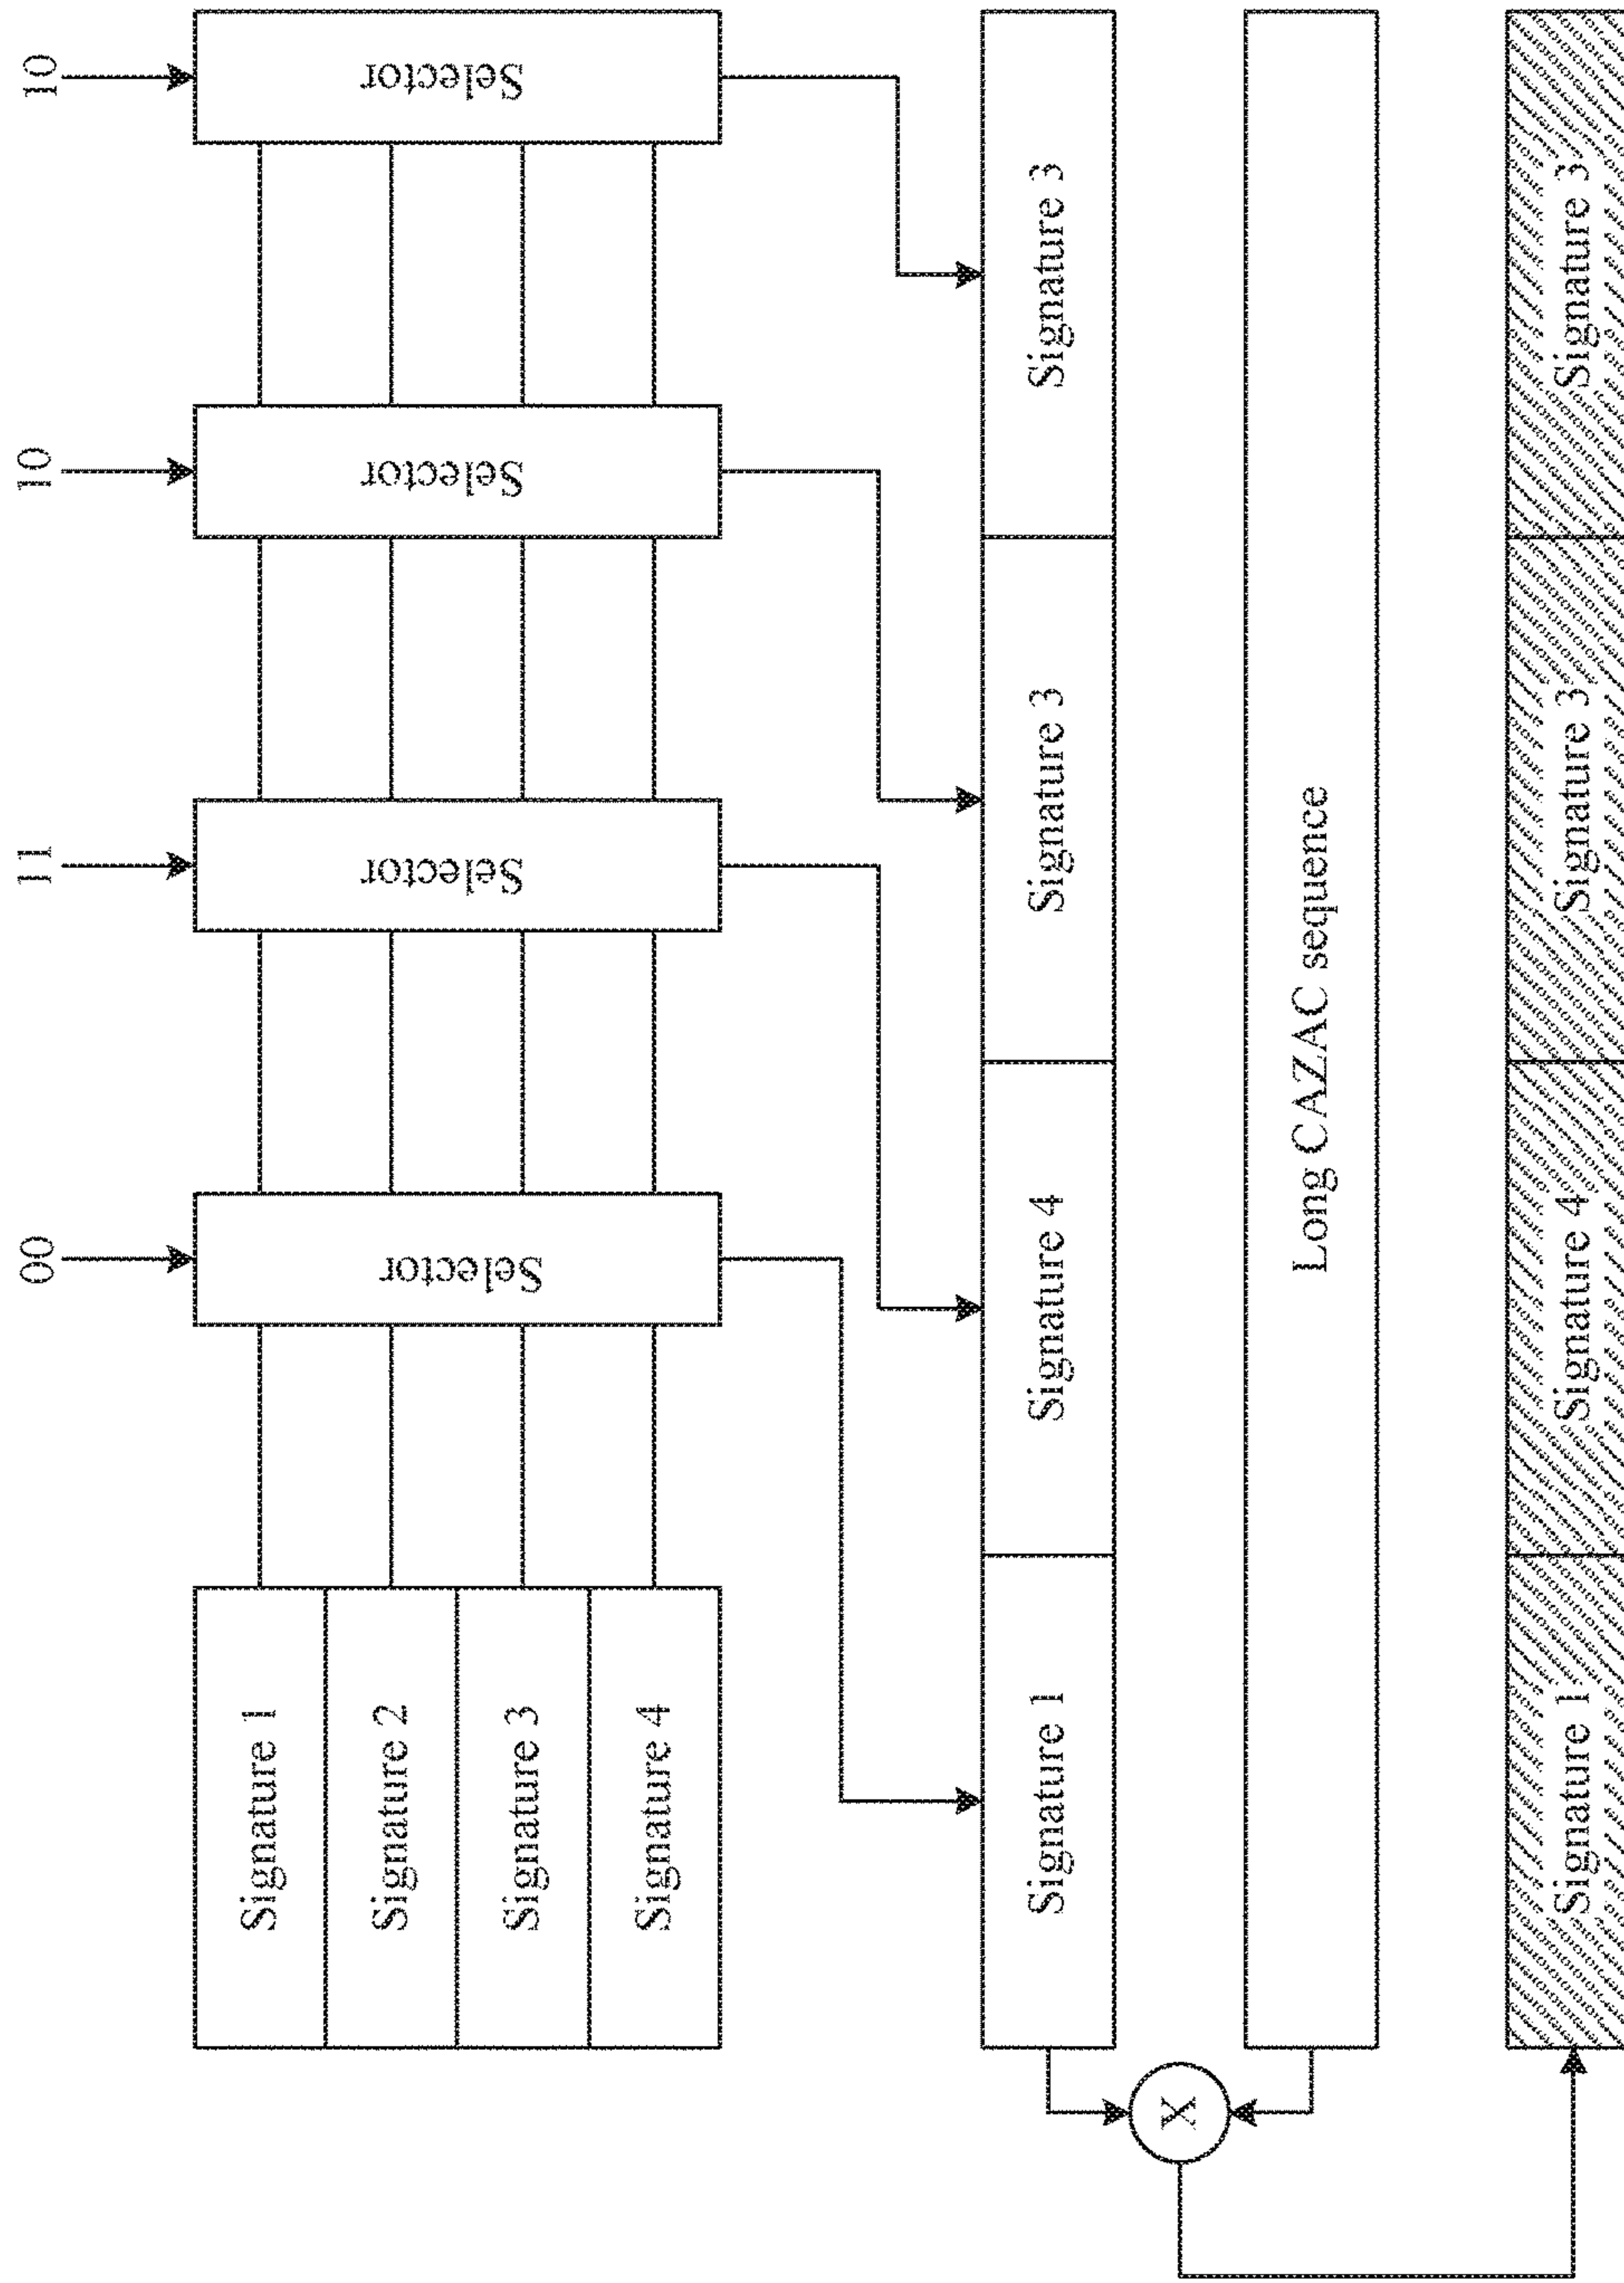 00
11
10
10
Signature 1
Signature 2
Signature 3
Signature 4
Selector
Selector
Selector
Selector
Signature 1
Signature 4
Signature 3
Signature 3
X
Long CAZAC sequence
Signature 1
Signature 4
Signature 3
Signature 3